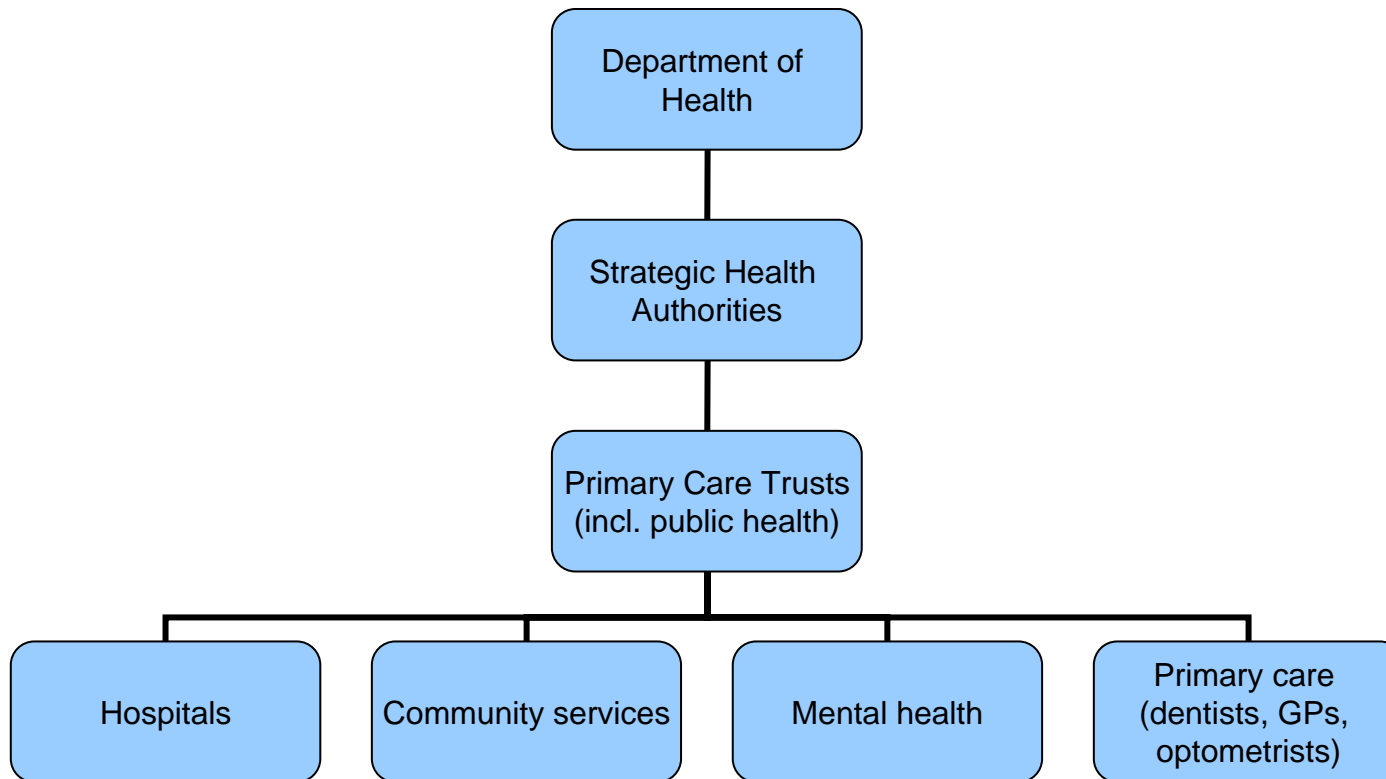 Department of
Health
Strategic Health
Authorities
Primary Care Trusts
(incl. public health)
Hospitals
Community services
Mental health
Primary care
(dentists, GPs,
optometrists)